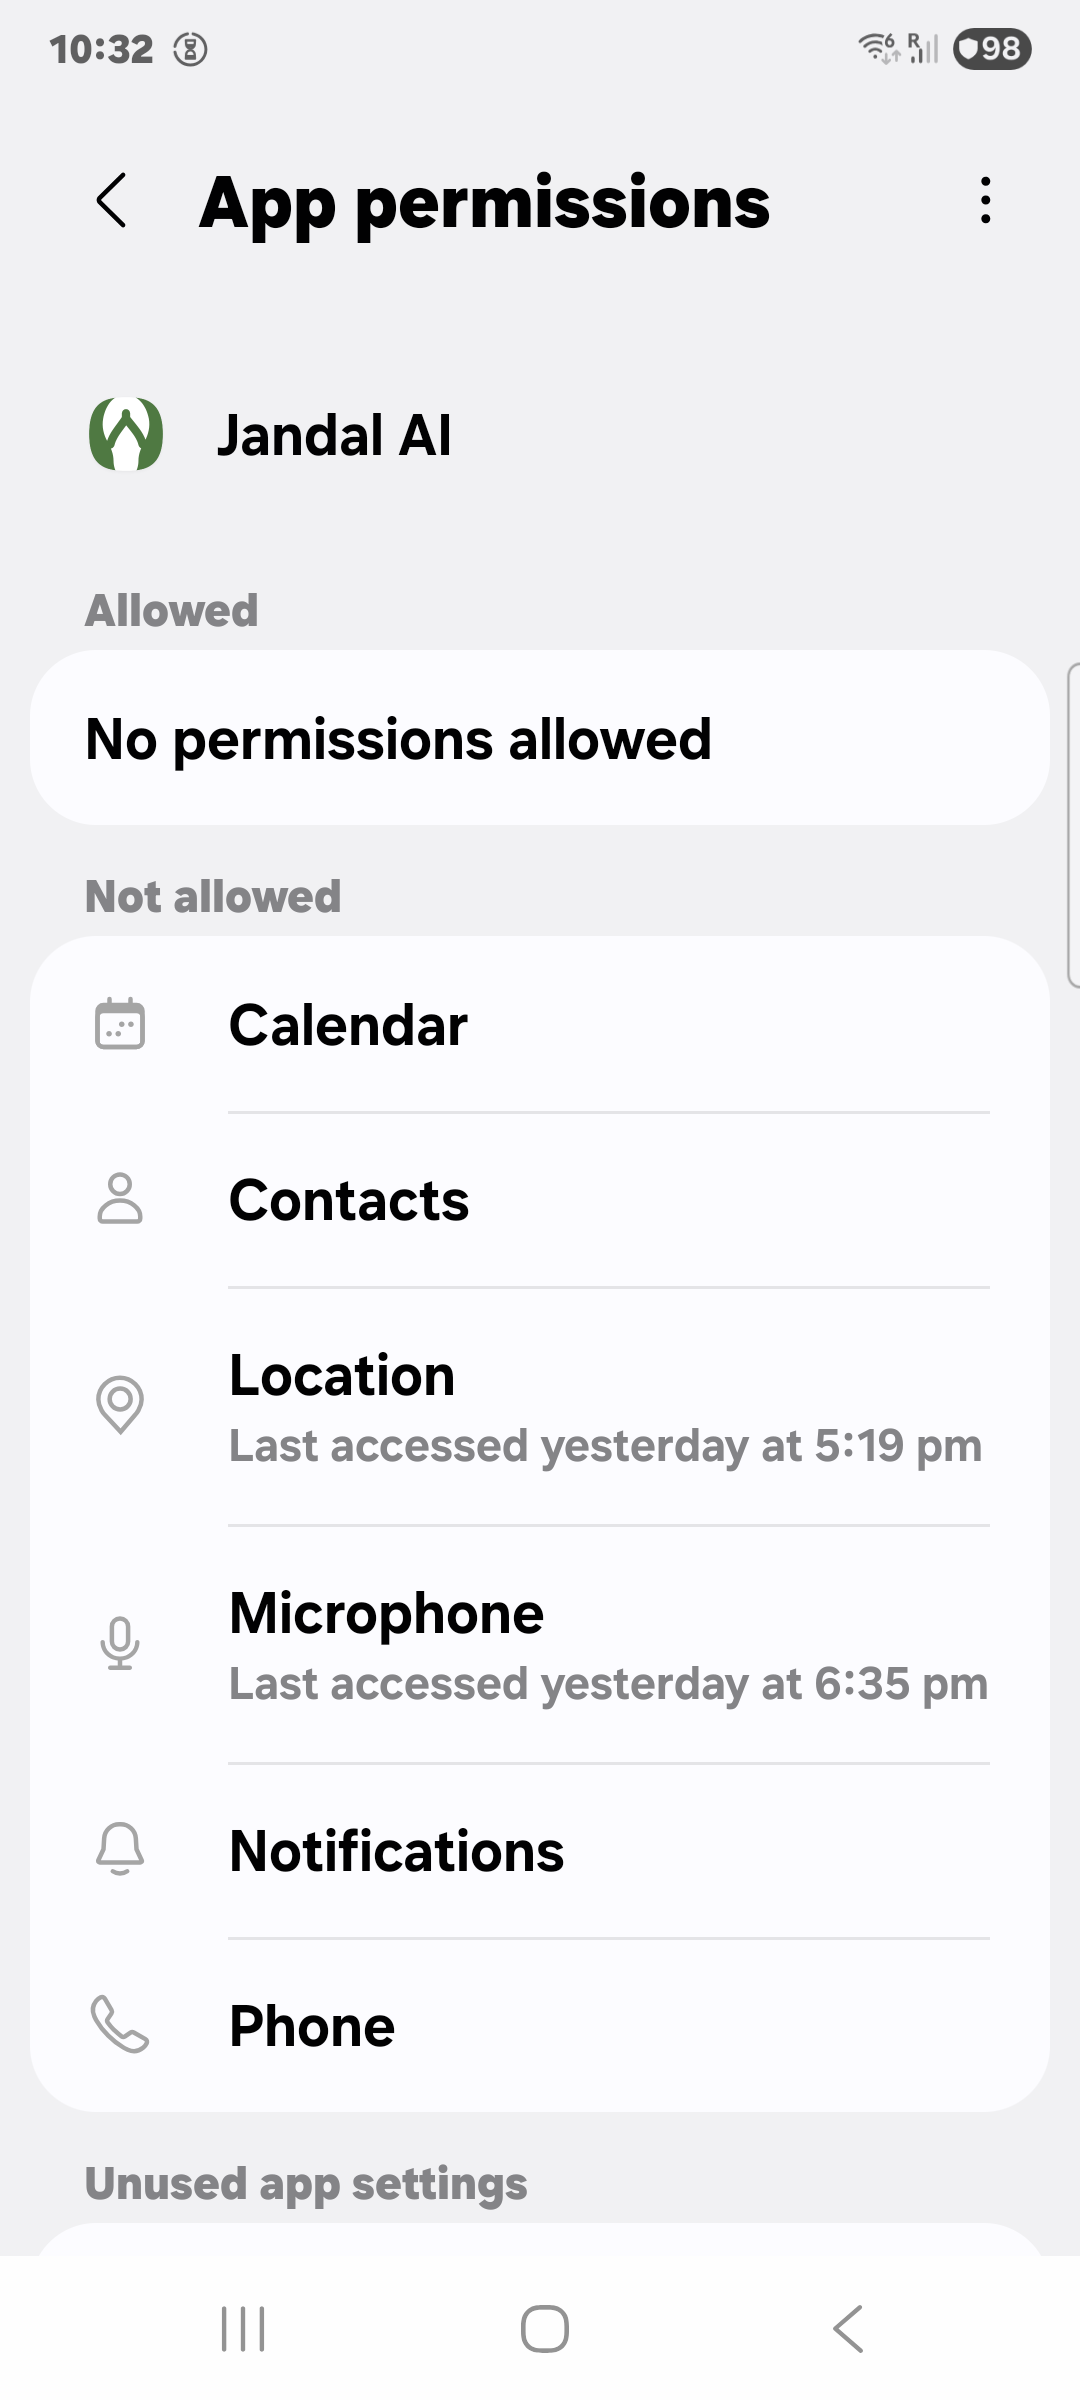 10:32
6 R 98
App permissions
Jandal AI
Allowed
No permissions allowed
Not allowed
Calendar
Contacts
Location
Last accessed yesterday at 5:19 pm
Microphone
Last accessed yesterday at 6:35 pm
Notifications
Phone
Unused app settings